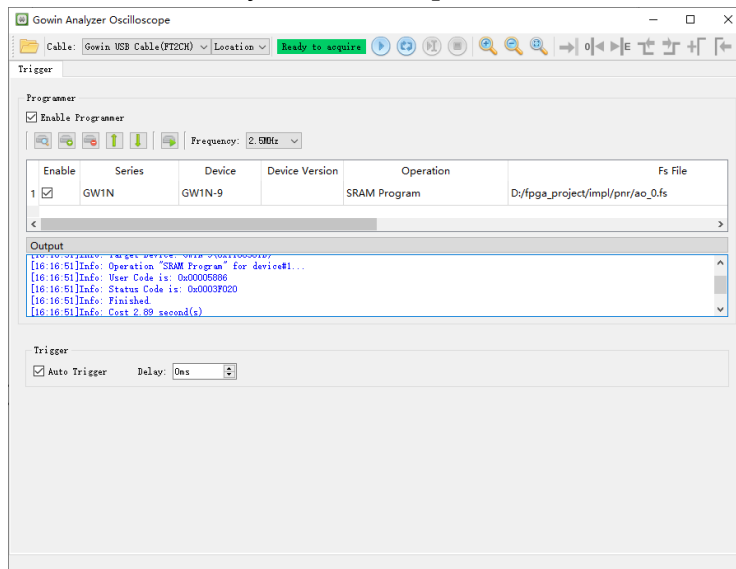 Gowin Analyzer Oscilloscope
Cable: Gowin USB Cable(FT2CH) Location Ready to acquire
Trigger
Programmer
Enable Programmer
Frequency: 2.5MHz
Enable Series Device Device Version Operation Fs File
1 GW1N GW1N-9 SRAM Program D:/fpga_project/impl/pnr/ao_0.fs
Output
[16:16:51]Info: Operation "SRAM Program" for device#1...
[16:16:51]Info: User Code is: 0x00005886
[16:16:51]Info: Status Code is: 0x0003F020
[16:16:51]Info: Finished.
[16:16:51]Info: Cost 2.89 second(s)
Trigger
Auto Trigger Delay: 0ms